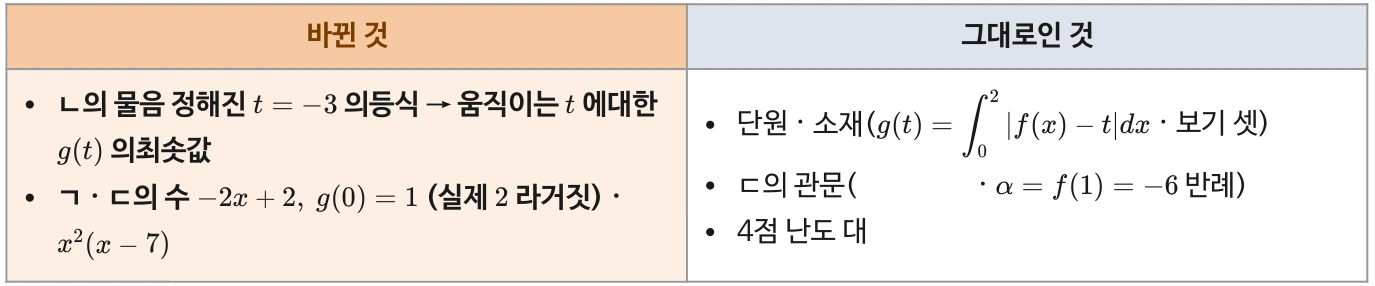 바뀐 것
그대로인 것
• ㄴ의 물음 정해진 t = −3 의등식 → 움직이는 t 에대한
g(t) 의최솟값
• ㄱ · ㄷ의 수 −2x + 2, g(0) = 1 (실제 2 라거짓) ·
x²(x − 7)
• 단원 · 소재(g(t) = ∫₀² |f(x) − t|dx · 보기 셋)
• ㄷ의 관문( · α = f(1) = −6 반례)
• 4점 난도 대